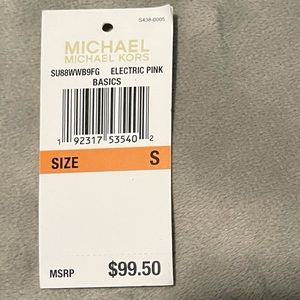 S438-0005
MICHAEL
MICHAEL KORS
SU88WWB9FG ELECTRIC PINK
BASICS
1 92317 53540 2
SIZE S
MSRP $99.50